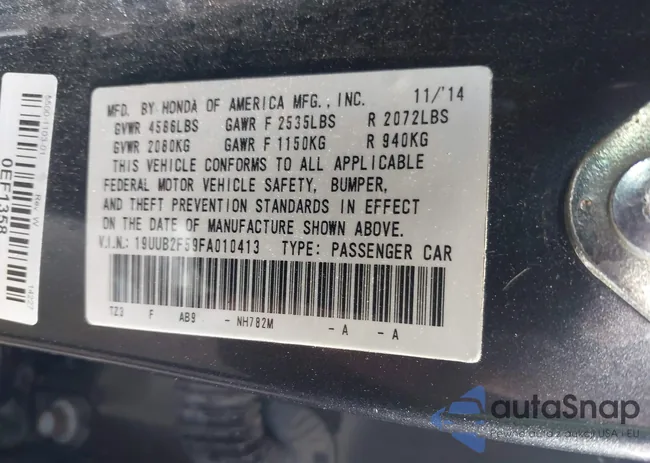 MFD. BY HONDA OF AMERICA MFG., INC. 11/'14
GVWR 4586LBS GAWR F 2535LBS R 2072LBS
GVWR 2080KG GAWR F 1150KG R 940KG
THIS VEHICLE CONFORMS TO ALL APPLICABLE
FEDERAL MOTOR VEHICLE SAFETY, BUMPER,
AND THEFT PREVENTION STANDARDS IN EFFECT
ON THE DATE OF MANUFACTURE SHOWN ABOVE.
V.I.N.: 19UUB2F59FA010413 TYPE: PASSENGER CAR
TZ3 F AB9 - NH782M - A - A
Rev. W
0EF1358
autaSnap